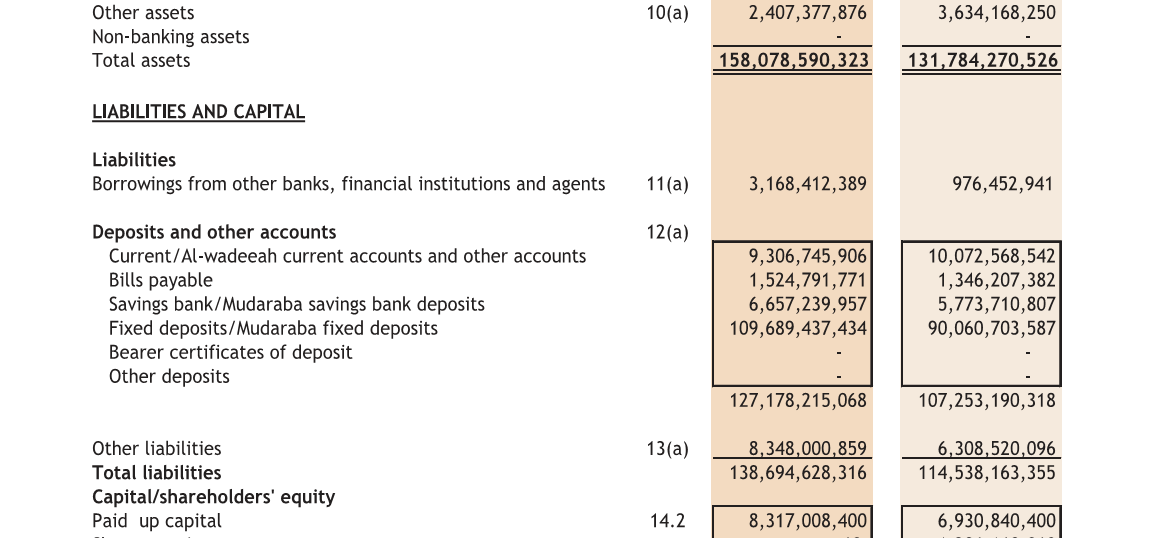 Other assets 10(a) 2,407,377,876 3,634,168,250
Non-banking assets - -
Total assets 158,078,590,323 131,784,270,526
LIABILITIES AND CAPITAL
Liabilities
Borrowings from other banks, financial institutions and agents 11(a) 3,168,412,389 976,452,941
Deposits and other accounts 12(a)
Current/Al-wadeeah current accounts and other accounts 9,306,745,906 10,072,568,542
Bills payable 1,524,791,771 1,346,207,382
Savings bank/Mudaraba savings bank deposits 6,657,239,957 5,773,710,807
Fixed deposits/Mudaraba fixed deposits 109,689,437,434 90,060,703,587
Bearer certificates of deposit - -
Other deposits - -
127,178,215,068 107,253,190,318
Other liabilities 13(a) 8,348,000,859 6,308,520,096
Total liabilities 138,694,628,316 114,538,163,355
Capital/shareholders' equity
Paid up capital 14.2 8,317,008,400 6,930,840,400